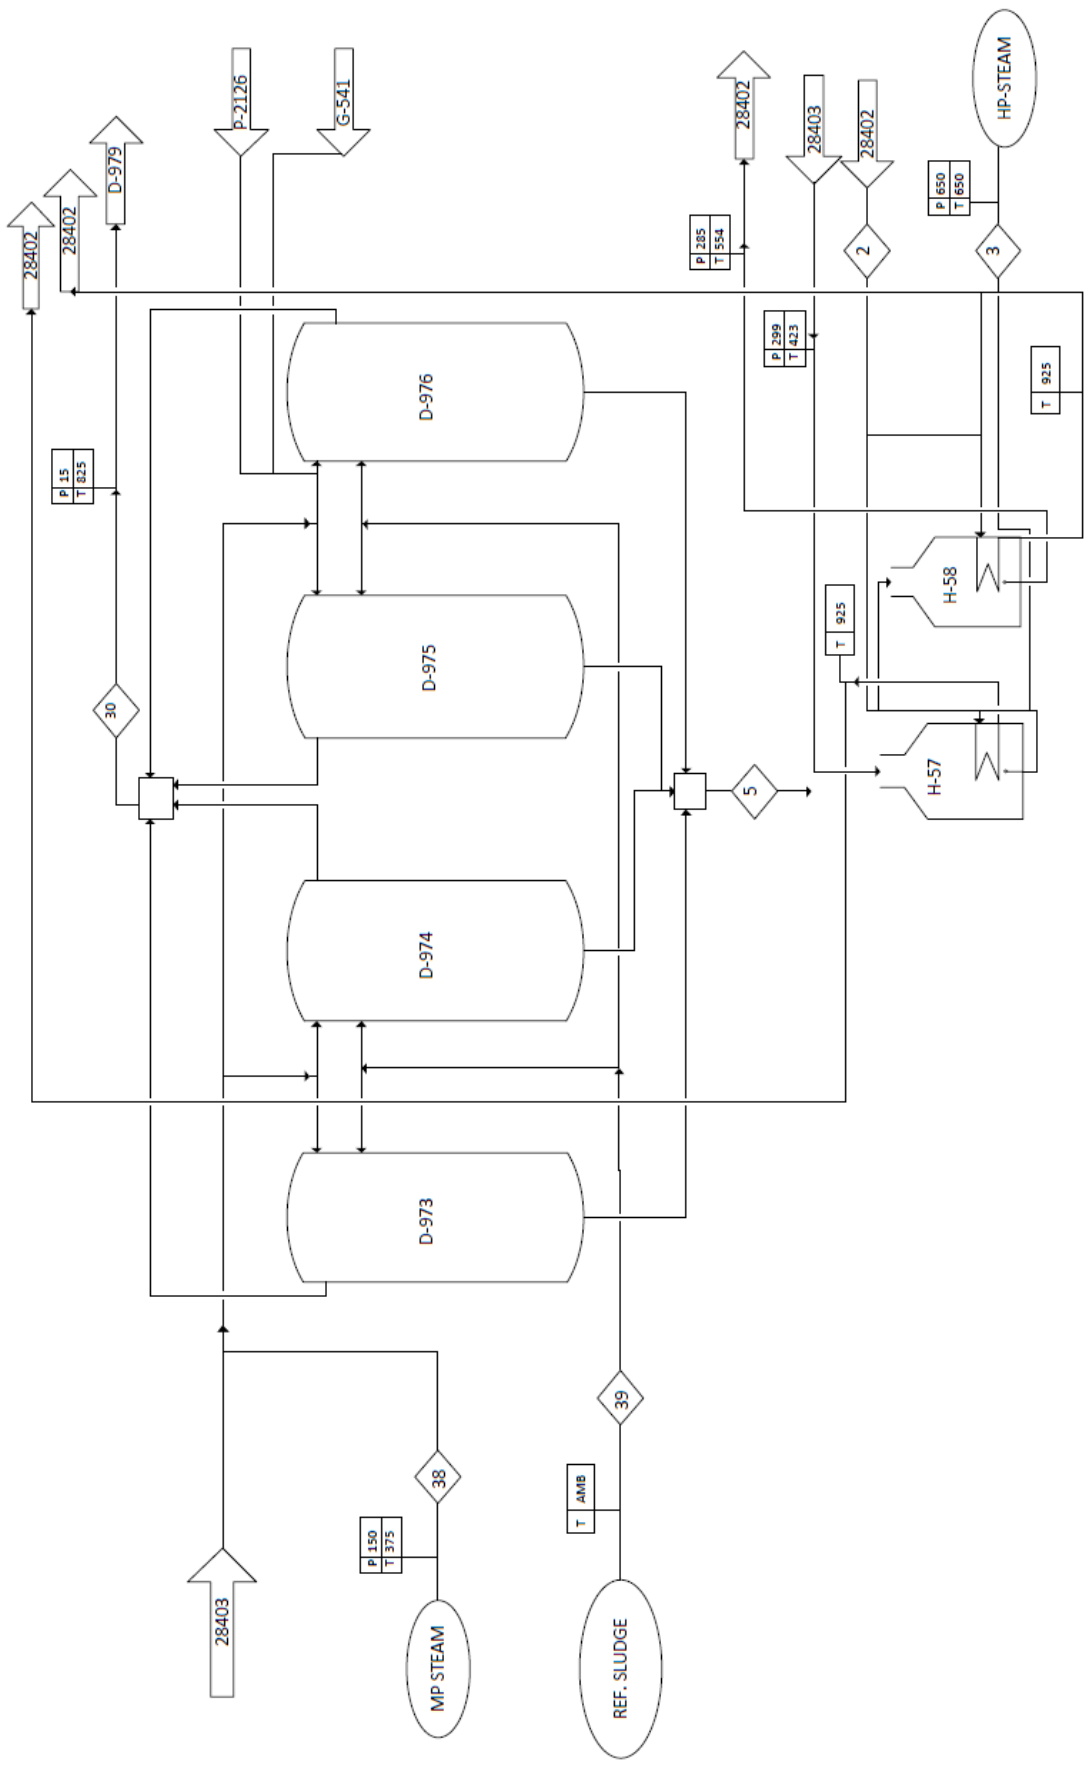 28402
28402
D-979
P-2126
G-541
28402
28403
28402
HP-STEAM
P 650
T 650
P 285
T 554
2
3
P 299
T 423
T 925
P 15
T 825
D-976
30
D-975
T 925
H-58
5
H-57
D-974
D-973
38
39
P 150
T 375
T AMB
28403
MP STEAM
REF. SLUDGE